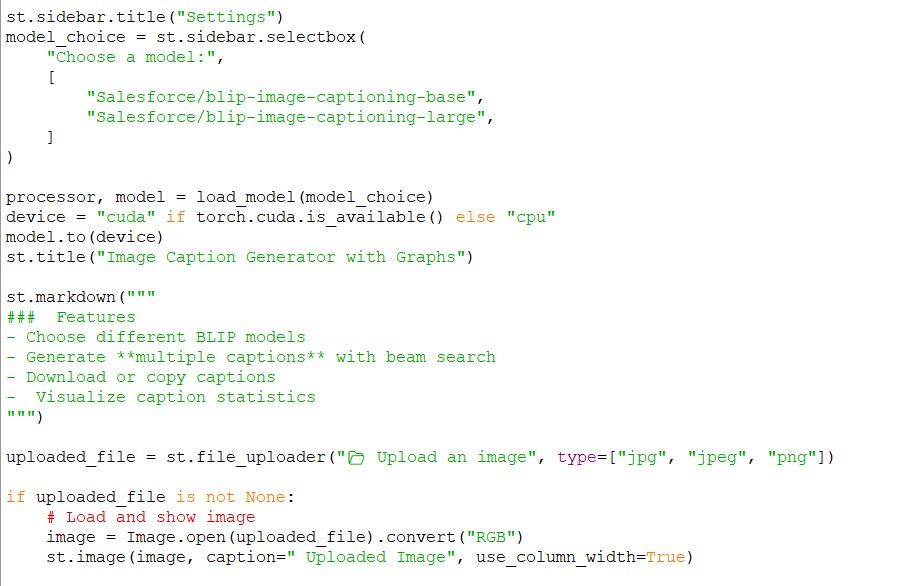 st.sidebar.title("Settings")
model_choice = st.sidebar.selectbox(
    "Choose a model:",
    [
        "Salesforce/blip-image-captioning-base",
        "Salesforce/blip-image-captioning-large",
    ]
)

processor, model = load_model(model_choice)
device = "cuda" if torch.cuda.is_available() else "cpu"
model.to(device)
st.title("Image Caption Generator with Graphs")

st.markdown("""
###  Features
- Choose different BLIP models
- Generate **multiple captions** with beam search
- Download or copy captions
-  Visualize caption statistics
""")

uploaded_file = st.file_uploader("📂 Upload an image", type=["jpg", "jpeg", "png"])

if uploaded_file is not None:
    # Load and show image
    image = Image.open(uploaded_file).convert("RGB")
    st.image(image, caption=" Uploaded Image", use_column_width=True)